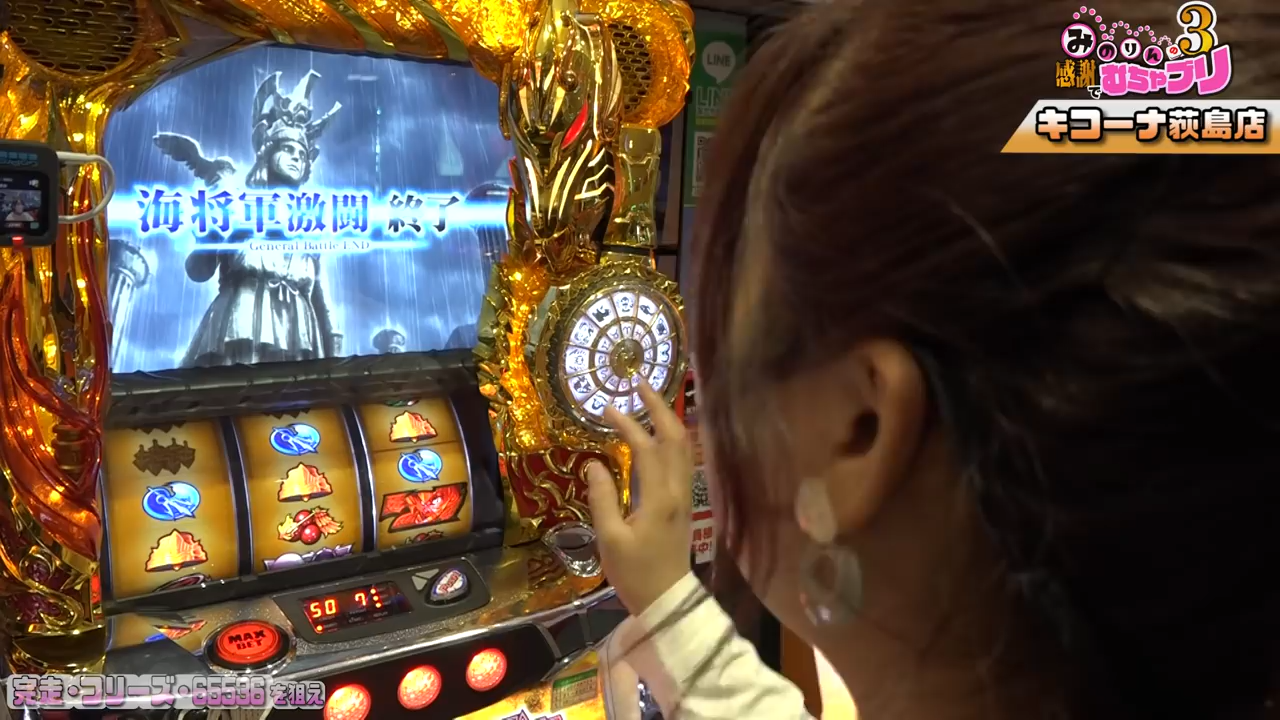 みのりんの3
感謝でむちゃブリ
キコーナ荻島店
LINE
海将軍激闘 終了
General Battle END
50 7
MAX
BET
完走・フリーズ・65536を狙え